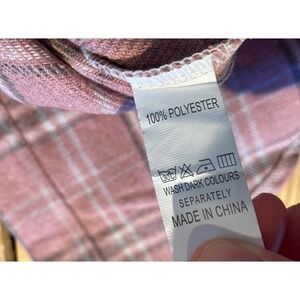 100% POLYESTER
WASH DARK COLOURS
SEPARATELY
MADE IN CHINA